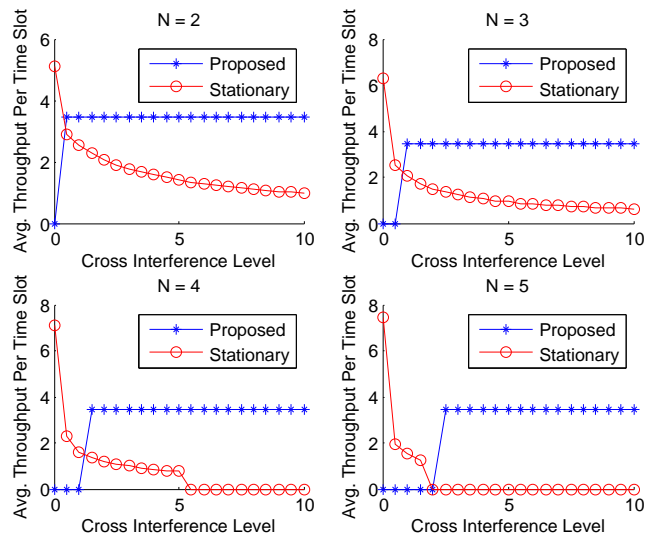 N = 2
Avg. Throughput Per Time Slot
6
4
2
0
0
5
10
Cross Interference Level
Proposed
Stationary
N = 3
Avg. Throughput Per Time Slot
8
6
4
2
0
0
5
10
Cross Interference Level
Proposed
Stationary
N = 4
Avg. Throughput Per Time Slot
8
6
4
2
0
0
5
10
Cross Interference Level
Proposed
Stationary
N = 5
Avg. Throughput Per Time Slot
8
6
4
2
0
0
5
10
Cross Interference Level
Proposed
Stationary